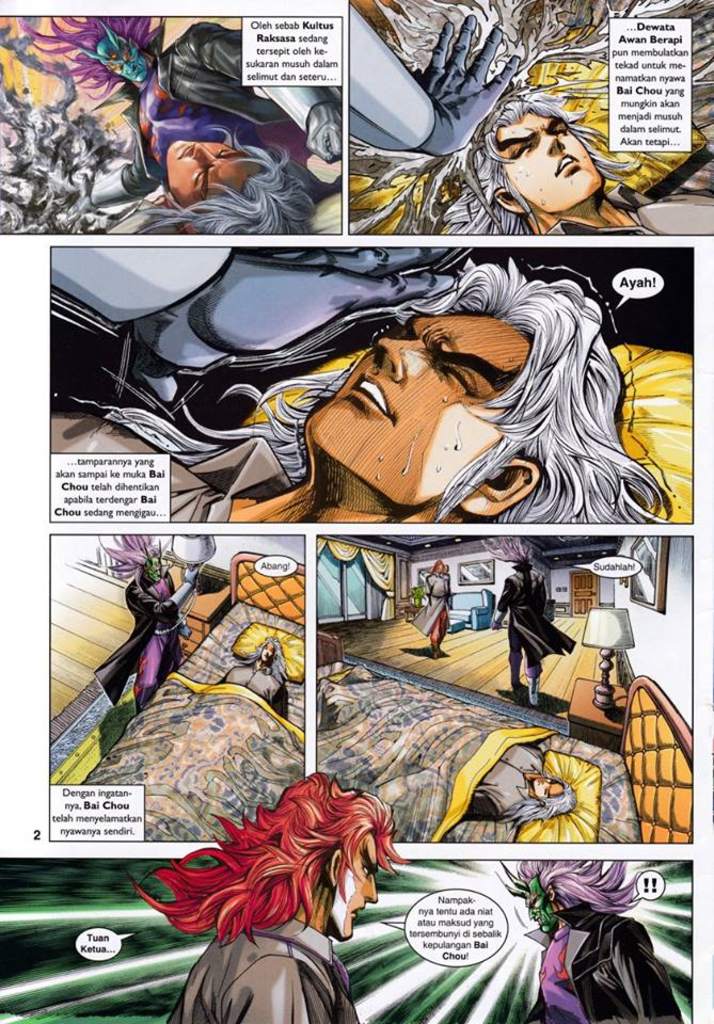 Oleh sebab Kultus
Raksasa sedang
tersepit oleh ke-
sukaran musuh dalam
selimut dan seteru...
...Dewata
Awan Berapi
pun membulatkan
tekad untuk me-
namatkan nyawa
Bai Chou yang
mungkin akan
menjadi musuh
dalam selimut.
Akan tetapi...
Ayah!
...tamparannya yang
akan sampai ke muka Bai
Chou telah dihentikan
apabila terdengar Bai
Chou sedang mengigau...
Abang!
Dengan ingatan-
nya, Bai Chou
telah menyelamatkan
nyawanya sendiri.
Sudahlah!
2
Tuan
Ketua...
Nampak-
nya tentu ada niat
atau maksud yang
tersembunyi di sebalik
kepulangan Bai
Chou!
!!